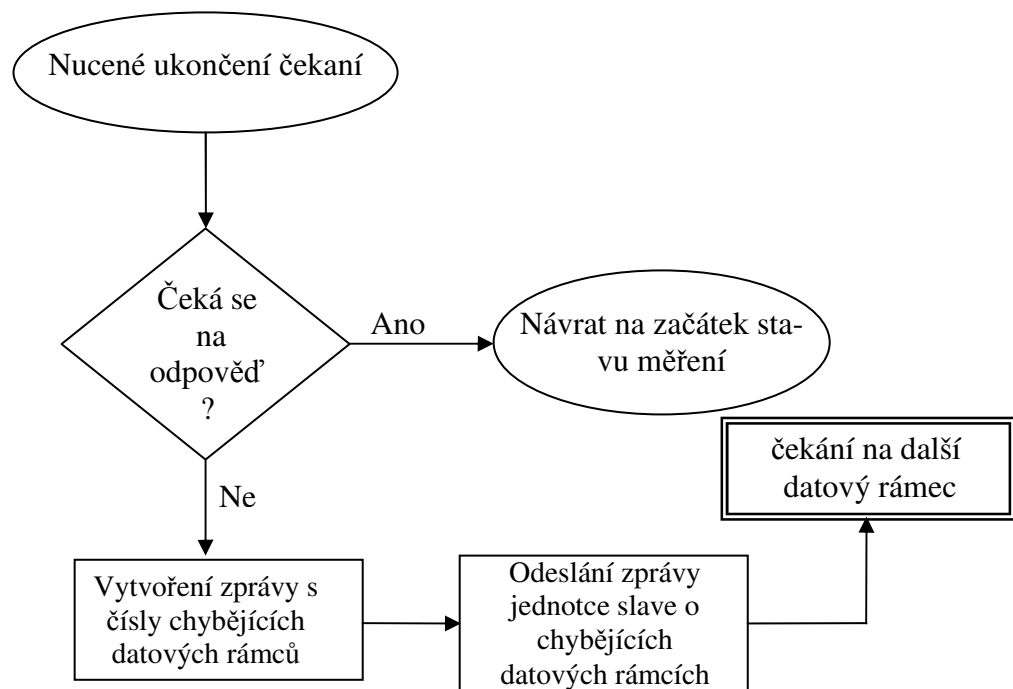 Nucené ukončení čekaní
Čeká se
na
odpověď
?
Ano
Návrat na začátek sta-
vu měření
čekání na další
datový rámec
Ne
Vytvoření zprávy s
čísly chybějících
datových rámců
Odeslání zprávy
jednotce slave o
chybějících
datových rámcích